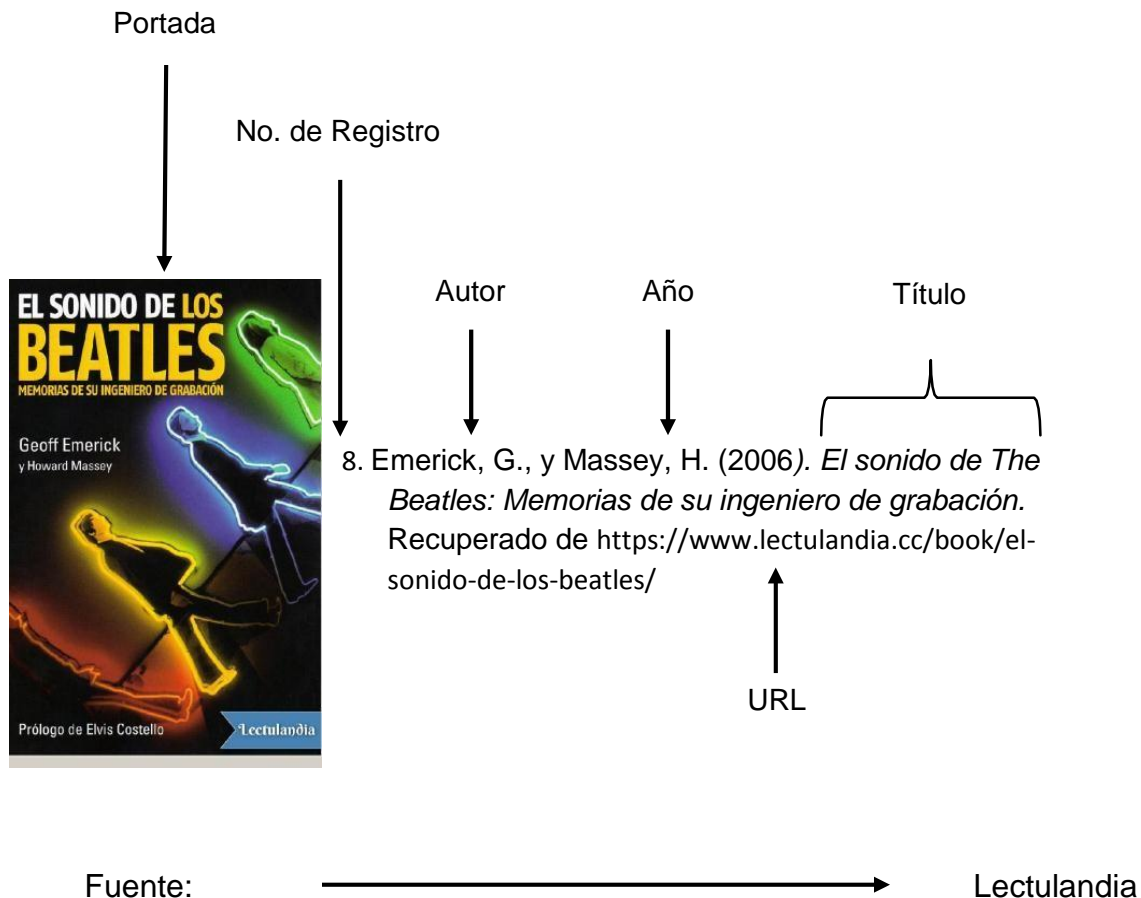 Portada
No. de Registro
Autor
Año
Título
EL SONIDO DE LOS
BEATLES
MEMORIAS DE SU INGENIERO DE GRABACIÓN
Geoff Emerick
y Howard Massey
Prólogo de Elvis Costello
Lectulandia
8. Emerick, G., y Massey, H. (2006). El sonido de The
Beatles: Memorias de su ingeniero de grabación.
Recuperado de https://www.lectulandia.cc/book/el-
sonido-de-los-beatles/
URL
Fuente:
Lectulandia